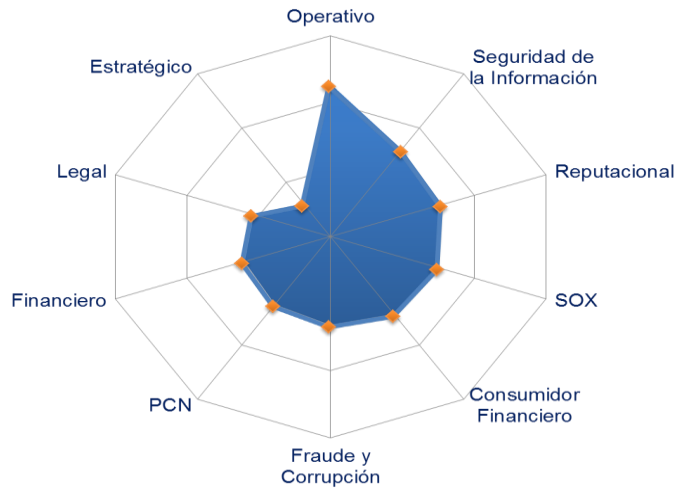 Operativo
Seguridad de
la Información
Reputacional
SOX
Consumidor
Financiero
Fraude y
Corrupción
PCN
Financiero
Legal
Estratégico